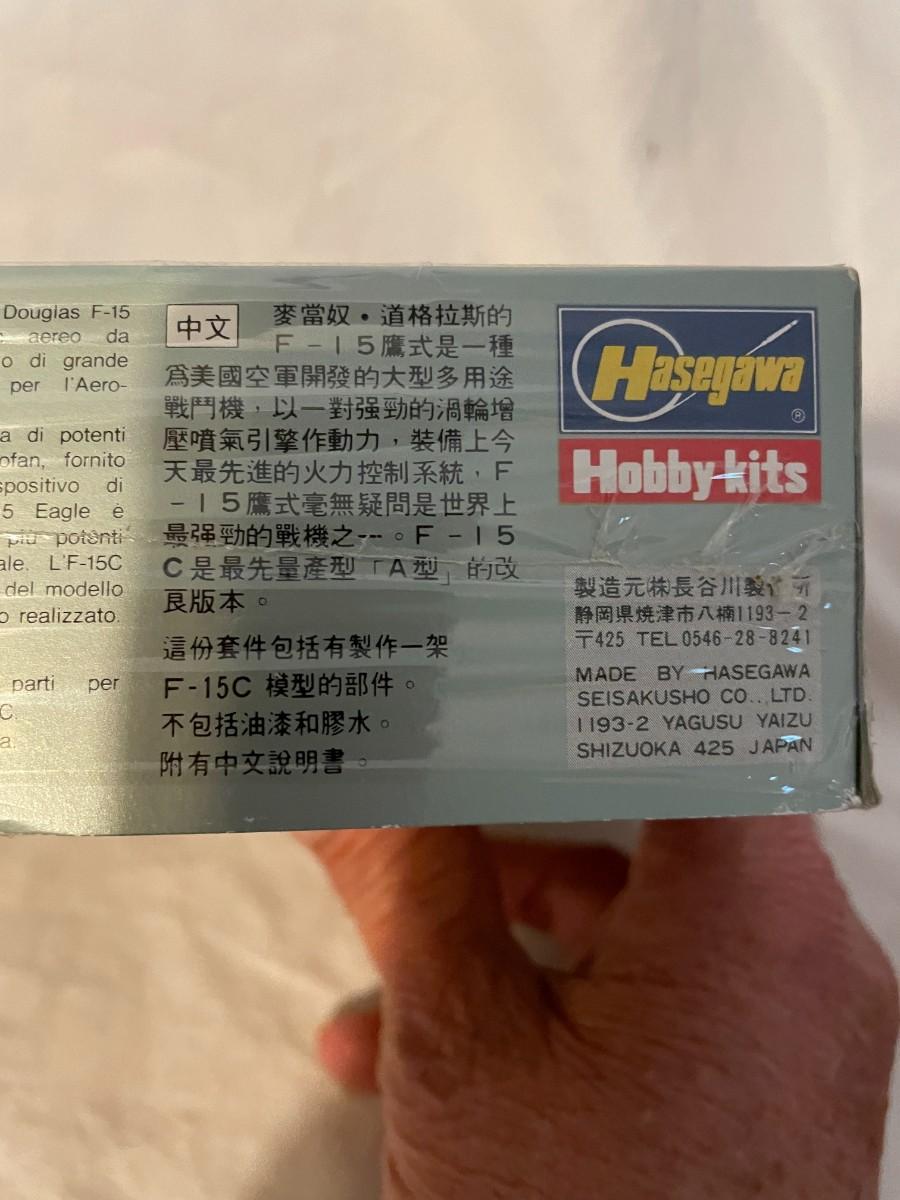 Douglas F-15
aereo da
o di grande
per l'Aero-
a di potenti
ofan, fornito
spositivo di
5 Eagle è
più potenti
ale. L'F-15C
del modello
o realizzato.
parti per
C.
a.
中文
麥當奴・道格拉斯的
F-15鷹式是一種
爲美國空軍開發的大型多用途
戰鬥機，以一對强勁的渦輪增
壓噴氣引擎作動力，裝備上今
天最先進的火力控制系統，F
-15鷹式毫無疑問是世界上
最强勁的戰機之一。F-15
C是最先量產型「A型」的改
良版本。
這份套件包括有製作一架
F-15C 模型的部件。
不包括油漆和膠水。
附有中文說明書。
Hasegawa
®
Hobby kits
製造元㈱長谷川製 所
静岡県焼津市八楠1193-2
〒425 TEL 0546-28-8241
MADE BY HASEGAWA
SEISAKUSHO CO., LTD.
1193-2 YAGUSU YAIZU
SHIZUOKA 425 JAPAN